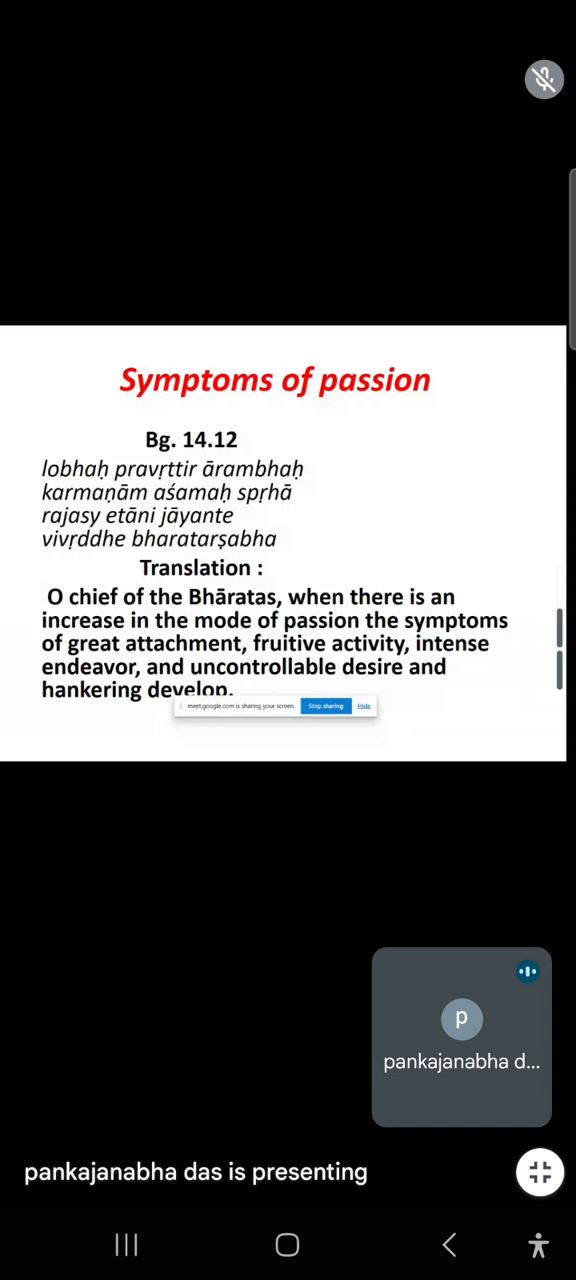 Symptoms of passion
Bg. 14.12
lobhaḥ pravṛttir ārambhaḥ
karmaṇām aśamaḥ spṛhā
rajasy etāni jāyante
vivṛddhe bharatarṣabha
Translation :
O chief of the Bhāratas, when there is an
increase in the mode of passion the symptoms
of great attachment, fruitive activity, intense
endeavor, and uncontrollable desire and
hankering develop.
meet.google.com is sharing your screen. Stop sharing Hide
p
pankajanabha d...
pankajanabha das is presenting